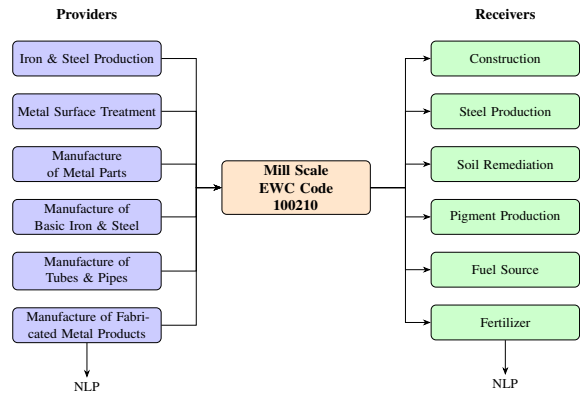 Providers
Iron & Steel Production
Metal Surface Treatment
Manufacture
of Metal Parts
Manufacture of
Basic Iron & Steel
Manufacture of
Tubes & Pipes
Manufacture of Fabri-
cated Metal Products
NLP
Mill Scale
EWC Code
100210
Receivers
Construction
Steel Production
Soil Remediation
Pigment Production
Fuel Source
Fertilizer
NLP